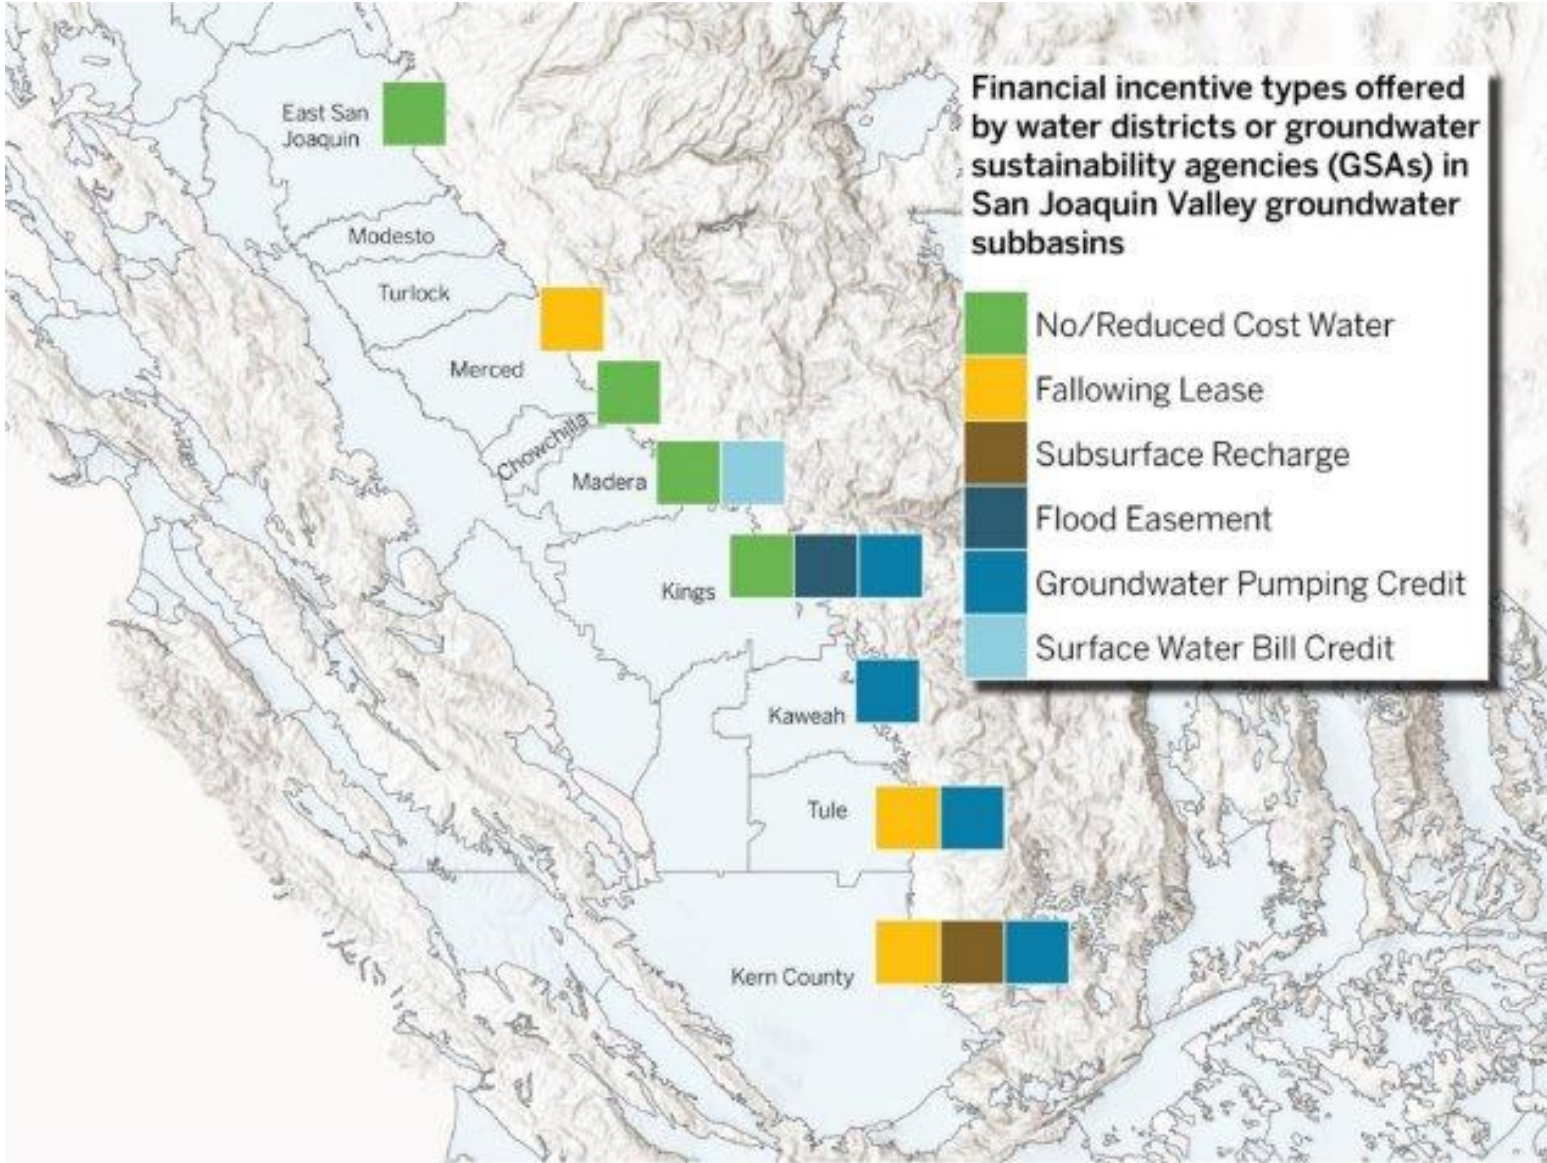 Financial incentive types offered
by water districts or groundwater
sustainability agencies (GSAs) in
San Joaquin Valley groundwater
subbasins
No/Reduced Cost Water
Fallowing Lease
Subsurface Recharge
Flood Easement
Groundwater Pumping Credit
Surface Water Bill Credit
East San
Joaquin
Modesto
Turlock
Merced
Chowchilla
Madera
Kings
Kaweah
Tule
Kern County